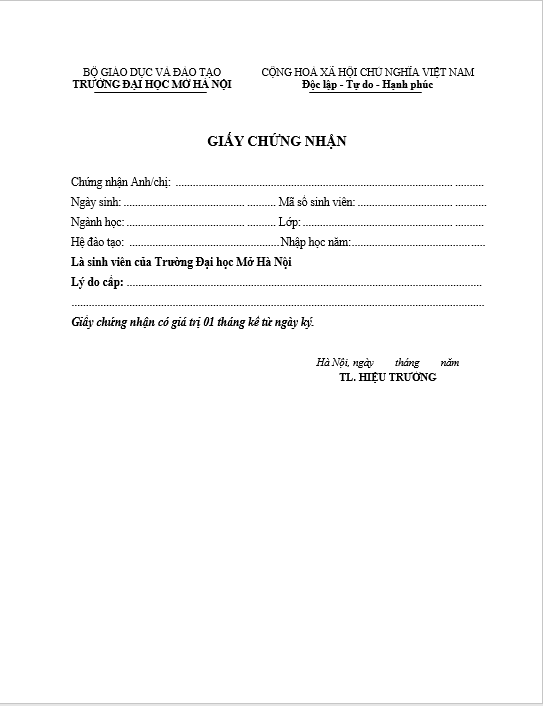 BỘ GIÁO DỤC VÀ ĐÀO TẠO
TRƯỜNG ĐẠI HỌC MỞ HÀ NỘI
CỘNG HOÀ XÃ HỘI CHỦ NGHĨA VIỆT NAM
Độc lập - Tự do - Hạnh phúc
GIẤY CHỨNG NHẬN
Chứng nhận Anh/chị: ..........................................................................................
Ngày sinh: .................................................... Mã số sinh viên: ..........................................
Ngành học: .................................................... Lớp: ..........................................................
Hệ đào tạo: .................................................... Nhập học năm:..........................................
Là sinh viên của Trường Đại học Mở Hà Nội
Lý do cấp: ..........................................................................................................
..........................................................................................................................
Giấy chứng nhận có giá trị 01 tháng kể từ ngày ký.
Hà Nội, ngày tháng năm
TL. HIỆU TRƯỞNG